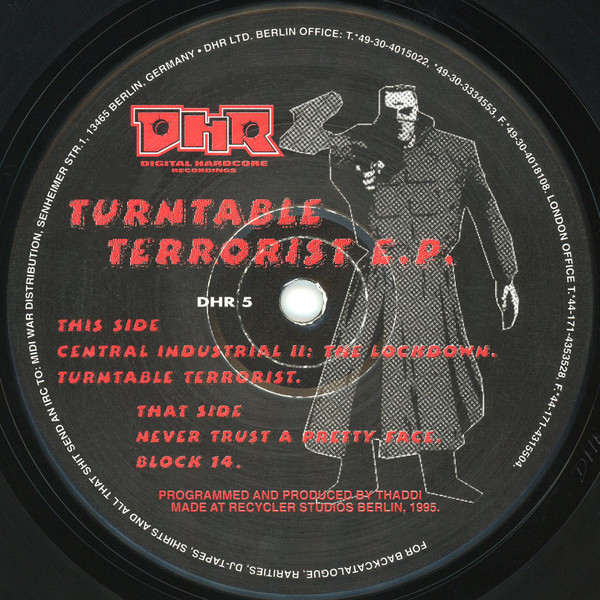 DHR
DIGITAL HARDCORE
RECORDINGS
TURNTABLE
TERRORIST E.P.
DHR 5
THIS SIDE
CENTRAL INDUSTRIAL II: THE LOCKDOWN.
TURNTABLE TERRORIST.
THAT SIDE
NEVER TRUST A PRETTY FACE.
BLOCK 14.
PROGRAMMED AND PRODUCED BY THADDI
MADE AT RECYCLER STUDIOS BERLIN, 1995.
FOR BACKCATALOGUE, RARITIES, DJ-TAPES, SHIRTS AND ALL THAT SHIT SEND AN IRC TO: MIDI WAR DISTRIBUTION, SENHEIMER STR.1, 13465 BERLIN, GERMANY • DHR LTD. BERLIN OFFICE: T.*49-30-4015022, *49-30-3334553, F.*49-30-4018108, LONDON OFFICE T.*44-171-4353528, F.*44-171-4315504.